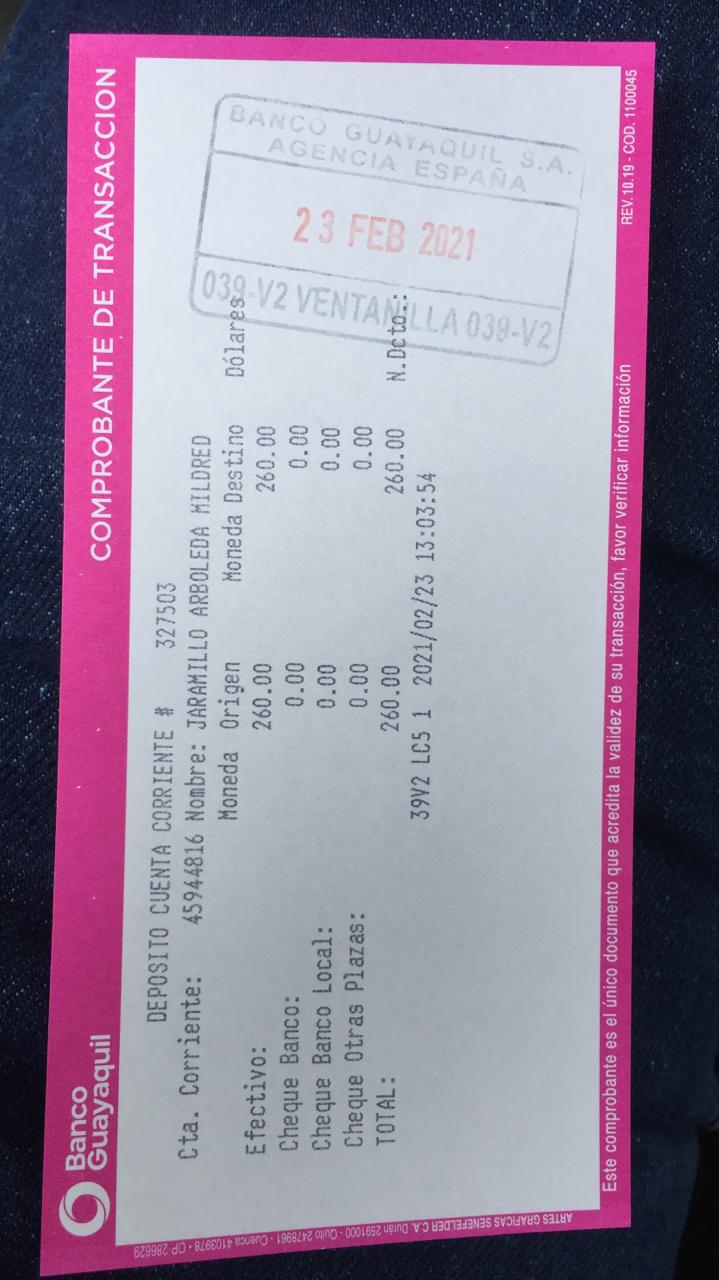 Banco
Guayaquil
COMPROBANTE DE TRANSACCION
BANCO GUAYAQUIL S.A.
AGENCIA ESPAÑA
23 FEB 2021
039-V2 VENTANILLA 039-V2
DEPOSITO CUENTA CORRIENTE # 327503
Cta. Corriente: 45944816 Nombre: JARAMILLO ARBOLEDA MILDRED
Moneda Origen Moneda Destino Dólares
Efectivo: 260.00 260.00
Cheque Banco: 0.00 0.00
Cheque Banco Local: 0.00 0.00
Cheque Otras Plazas: 0.00 0.00
TOTAL: 260.00 260.00 N.Dcto.:
39V2 LC5 1 2021/02/23 13:03:54
Este comprobante es el único documento que acredita la validez de su transacción, favor verificar información
REV.10.19 - COD. 1100045
ARTES GRAFICAS SENEFELDER C.A. Durán 2591000 - Quito 2478961 - Cuenca 4103978 • OP 286629